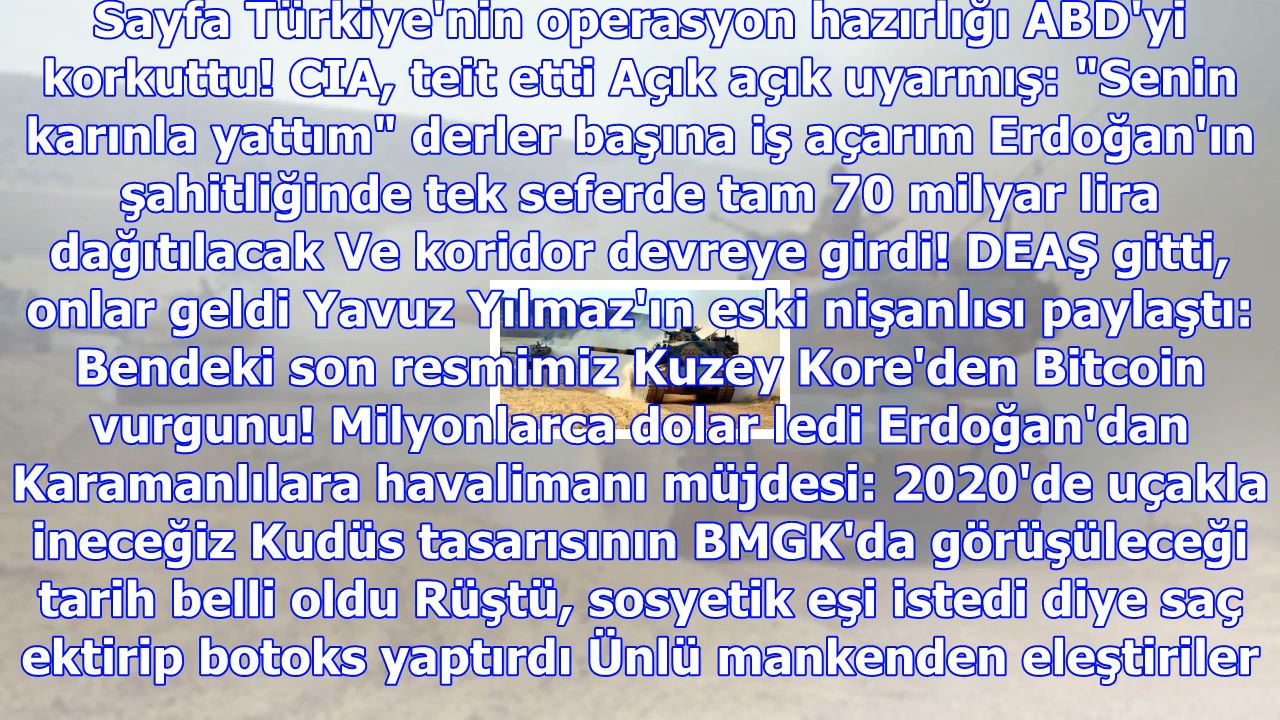 Sayfa Türkiye'nin operasyon hazırlığı ABD'yi
korkuttu! CIA, teit etti Açık açık uyarmış: "Senin
karınla yattım" derler başına iş açarım Erdoğan'ın
şahitliğinde tek seferde tam 70 milyar lira
dağıtılacak Ve koridor devreye girdi! DEAŞ gitti,
onlar geldi Yavuz Yılmaz'ın eski nişanlısı paylaştı:
Bendeki son resmimiz Kuzey Kore'den Bitcoin
vurgunu! Milyonlarca dolar ledi Erdoğan'dan
Karamanlılara havalimanı müjdesi: 2020'de uçakla
ineceğiz Kudüs tasarısının BMGK'da görüşüleceği
tarih belli oldu Rüştü, sosyetik eşi istedi diye saç
ektirip botoks yaptırdı Ünlü mankenden eleştiriler